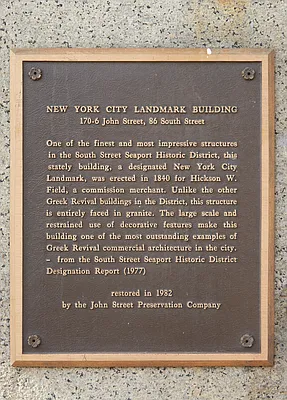 NEW YORK CITY LANDMARK BUILDING
170-6 John Street, 86 South Street
One of the finest and most impressive structures
in the South Street Seaport Historic District, this
stately building, a designated New York City
Landmark, was erected in 1840 for Hickson W.
Field, a commission merchant. Unlike the other
Greek Revival buildings in the District, this structure
is entirely faced in granite. The large scale and
restrained use of decorative features make this
building one of the most outstanding examples of
Greek Revival commercial architecture in the city.
– from the South Street Seaport Historic District
Designation Report (1977)
restored in 1982
by the John Street Preservation Company